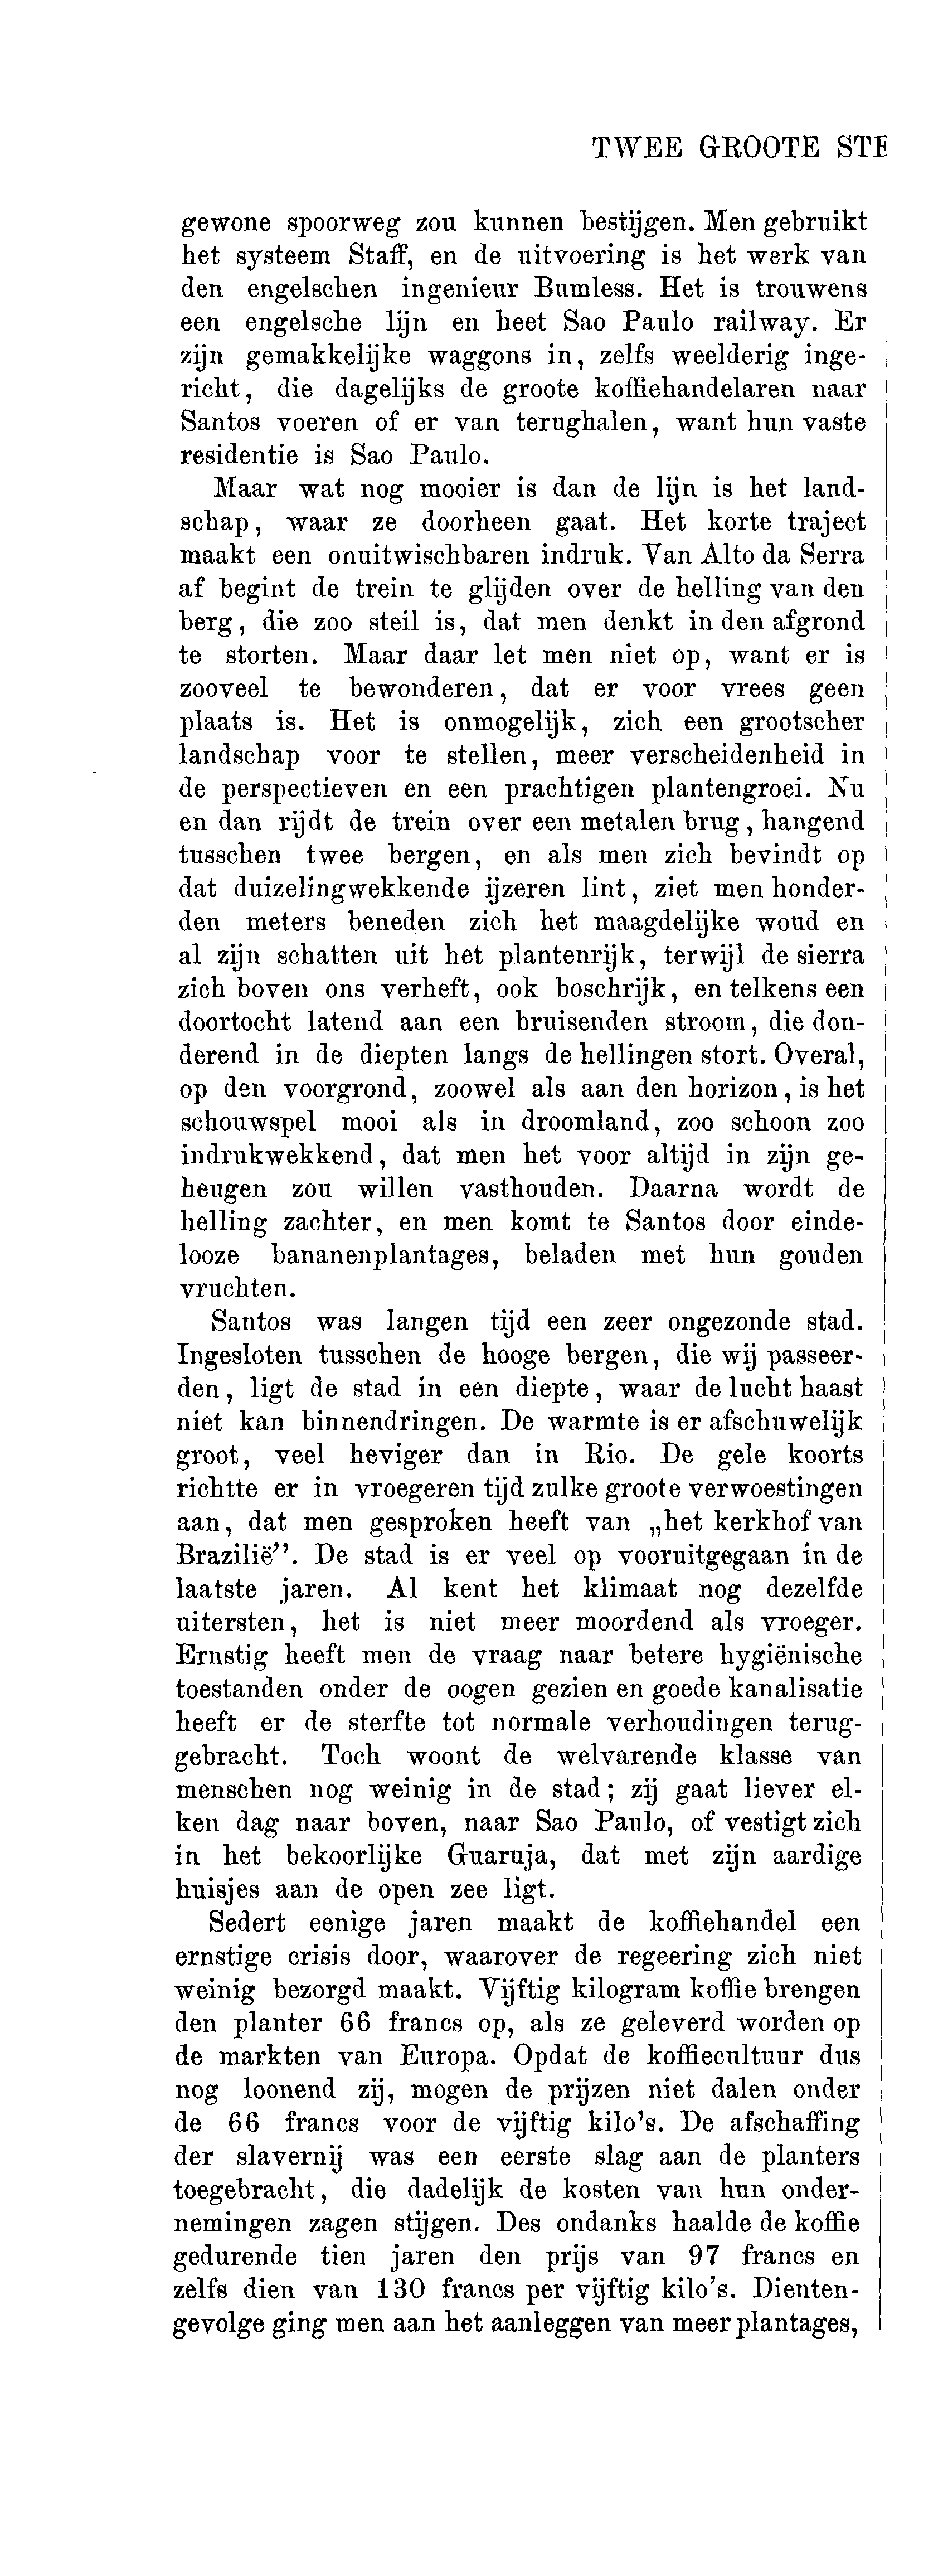 TWEE GROOTE STE
gewone spoorweg zou kunnen bestijgen. Men gebruikt
het systeem Staff, en de uitvoering is het werk van
den engelschen ingenieur Bumless. Het is trouwens
een engelsche lijn en heet Sao Paulo railway. Er
zijn gemakkelijke waggons in, zelfs weelderig inge-
richt, die dagelijks de groote koffiehandelaren naar
Santos voeren of er van terughalen, want hun vaste
residentie is Sao Paulo.
Maar wat nog mooier is dan de lijn is het land-
schap, waar ze doorheen gaat. Het korte traject
maakt een onuitwischbaren indruk. Van Alto da Serra
af begint de trein te glijden over de helling van den
berg, die zoo steil is, dat men denkt in den afgrond
te storten. Maar daar let men niet op, want er is
zooveel te bewonderen, dat er voor vrees geen
plaats is. Het is onmogelijk, zich een grootscher
landschap voor te stellen, meer verscheidenheid in
de perspectieven en een prachtigen plantengroei. Nu
en dan rijdt de trein over een metalen brug, hangend
tusschen twee bergen, en als men zich bevindt op
dat duizelingwekkende ijzeren lint, ziet men honder-
den meters beneden zich het maagdelijke woud en
al zijn schatten uit het plantenrijk, terwijl de sierra
zich boven ons verheft, ook boschrijk, en telkens een
doortocht latend aan een bruisenden stroom, die don-
derend in de diepten langs de hellingen stort. Overal,
op den voorgrond, zoowel als aan den horizon, is het
schouwspel mooi als in droomland, zoo schoon zoo
indrukwekkend, dat men het voor altijd in zijn ge-
heugen zou willen vasthouden. Daarna wordt de
helling zachter, en men komt te Santos door einde-
looze bananenplantages, beladen met hun gouden
vruchten.
Santos was langen tijd een zeer ongezonde stad.
Ingesloten tusschen de hooge bergen, die wij passeer-
den, ligt de stad in een diepte, waar de lucht haast
niet kan binnendringen. De warmte is er afschuwelijk
groot, veel heviger dan in Rio. De gele koorts
richtte er in vroegeren tijd zulke groote verwoestingen
aan, dat men gesproken heeft van „het kerkhof van
Brazilië”. De stad is er veel op vooruitgegaan in de
laatste jaren. Al kent het klimaat nog dezelfde
uitersten, het is niet meer moordend als vroeger.
Ernstig heeft men de vraag naar betere hygiënische
toestanden onder de oogen gezien en goede kanalisatie
heeft er de sterfte tot normale verhoudingen terug-
gebracht. Toch woont de welvarende klasse van
menschen nog weinig in de stad; zij gaat liever el-
ken dag naar boven, naar Sao Paulo, of vestigt zich
in het bekoorlijke Guaruja, dat met zijn aardige
huisjes aan de open zee ligt.
Sedert eenige jaren maakt de koffiehandel een
ernstige crisis door, waarover de regeering zich niet
weinig bezorgd maakt. Vijftig kilogram koffie brengen
den planter 66 francs op, als ze geleverd worden op
de markten van Europa. Opdat de koffiecultuur dus
nog loonend zij, mogen de prijzen niet dalen onder
de 66 francs voor de vijftig kilo's. De afschaffing
der slavernij was een eerste slag aan de planters
toegebracht, die dadelijk de kosten van hun onder-
nemingen zagen stijgen. Des ondanks haalde de koffie
gedurende tien jaren den prijs van 97 francs en
zelfs dien van 130 francs per vijftig kilo's. Dienten-
gevolge ging men aan het aanleggen van meer plantages,